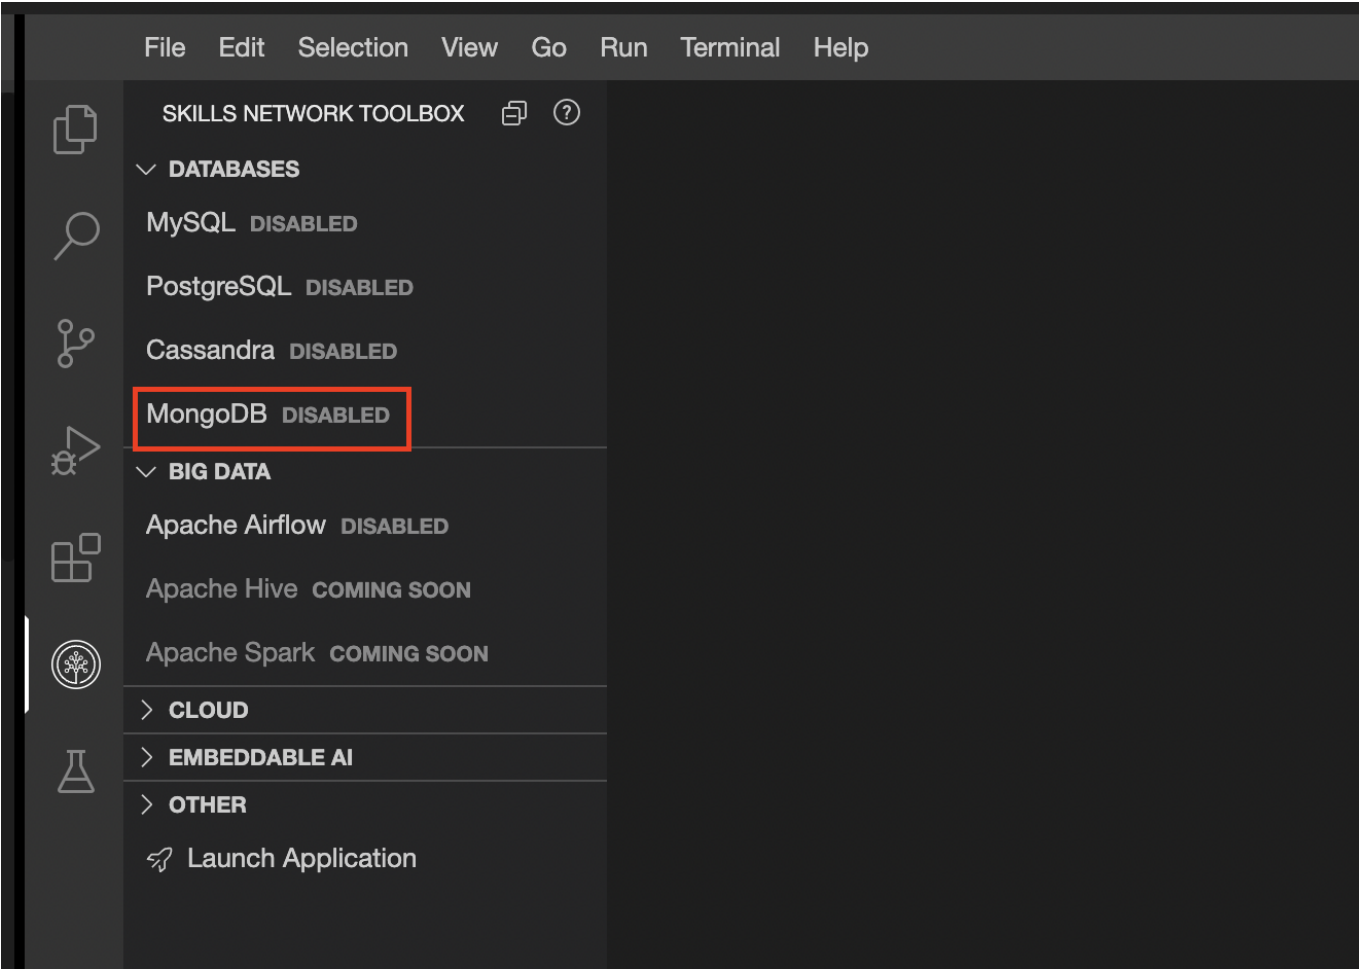 File Edit Selection View Go Run Terminal Help
SKILLS NETWORK TOOLBOX
DATABASES
MySQL DISABLED
PostgreSQL DISABLED
Cassandra DISABLED
MongoDB DISABLED
BIG DATA
Apache Airflow DISABLED
Apache Hive COMING SOON
Apache Spark COMING SOON
CLOUD
EMBEDDABLE AI
OTHER
Launch Application